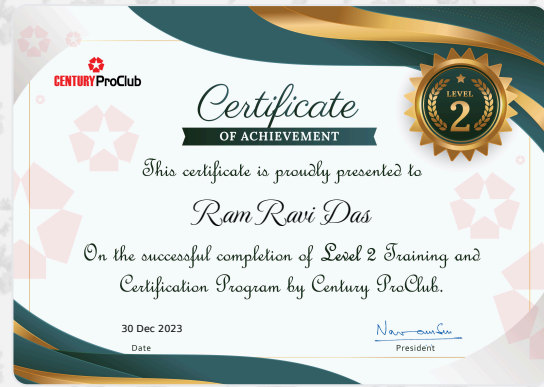 CENTURY ProClub
Certificate
OF ACHIEVEMENT
LEVEL
2
This certificate is proudly presented to
Ram Ravi Das
On the successful completion of Level 2 Training and
Certification Program by Century ProClub.
30 Dec 2023
Date
President